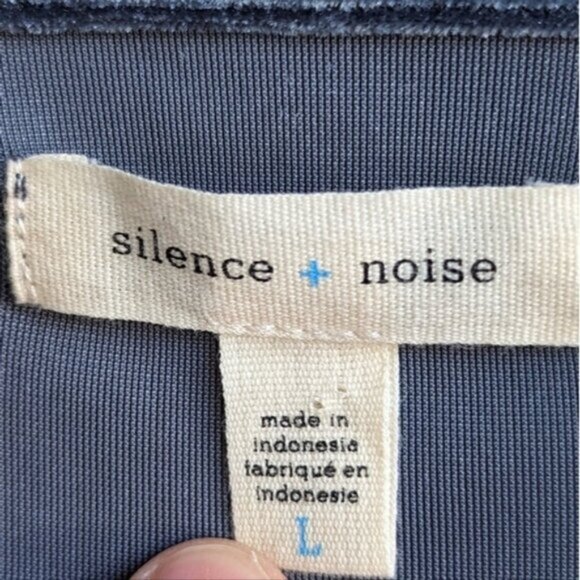 silence + noise
made in
indonesia
fabriqué en
indonesie
L